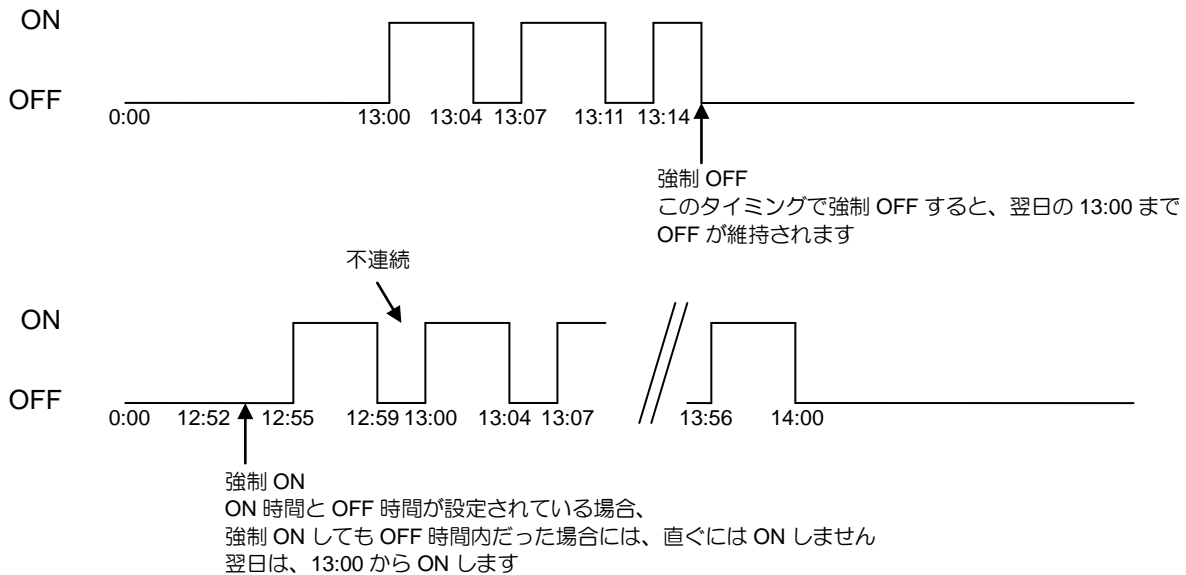 ON
OFF
0:00 13:00 13:04 13:07 13:11 13:14
強制 OFF
このタイミングで強制 OFF すると、翌日の 13:00 まで
OFF が維持されます
不連続
ON
OFF
0:00 12:52 12:55 12:59 13:00 13:04 13:07 13:56 14:00
強制 ON
ON 時間と OFF 時間が設定されている場合、
強制 ON しても OFF 時間内だった場合には、直ぐには ON しません
翌日は、13:00 から ON します